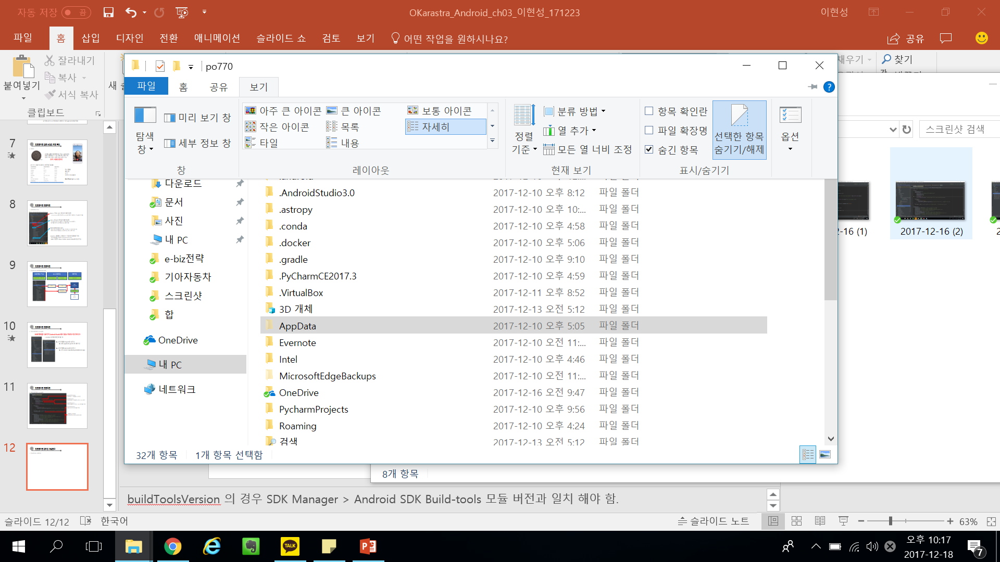 자동 저장 끔
OKarastra_Android_ch03_이현성_171223
이현성
파일 홈 삽입 디자인 전환 애니메이션 슬라이드 쇼 검토 보기 어떤 작업을 원하시나요?
공유
붙여넣기
잘라내기
복사
서식 복사
클립보드
새
채우기
찾기
po770
파일 홈 공유 보기
탐색
창
미리 보기 창
세부 정보 창
창
아주 큰 아이콘 큰 아이콘 보통 아이콘
작은 아이콘 목록 자세히
타일 내용
레이아웃
정렬
기준
분류 방법
열 추가
모든 열 너비 조정
현재 보기
항목 확인란
파일 확장명
숨긴 항목
선택한 항목
숨기기/해제
표시/숨기기
옵션
스크린샷 검색
다운로드
문서
사진
내 PC
e-biz전략
기아자동차
스크린샷
합
OneDrive
내 PC
네트워크
.AndroidStudio3.0 2017-12-10 오후 8:12 파일 폴더
.astropy 2017-12-10 오후 10:... 파일 폴더
.conda 2017-12-10 오후 4:58 파일 폴더
.docker 2017-12-10 오후 5:06 파일 폴더
.gradle 2017-12-10 오후 9:10 파일 폴더
.PyCharmCE2017.3 2017-12-10 오후 4:59 파일 폴더
.VirtualBox 2017-12-11 오후 8:52 파일 폴더
3D 개체 2017-12-13 오전 5:12 파일 폴더
AppData 2017-12-10 오후 5:05 파일 폴더
Evernote 2017-12-10 오전 11:... 파일 폴더
Intel 2017-12-10 오후 4:46 파일 폴더
MicrosoftEdgeBackups 2017-12-10 오전 11:... 파일 폴더
OneDrive 2017-12-16 오전 9:47 파일 폴더
PycharmProjects 2017-12-10 오후 9:56 파일 폴더
Roaming 2017-12-10 오후 4:24 파일 폴더
검색 2017-12-13 오전 5:12 파일 폴더
32개 항목 1개 항목 선택함
-16 (1)
2017-12-16 (2)
2
8개 항목
7
8
9
10
11
12
buildToolsVersion 의 경우 SDK Manager > Android SDK Build-tools 모듈 버전과 일치 해야 함.
슬라이드 12/12 한국어
슬라이드 노트
63%
TALK
오후 10:17
2017-12-18
7